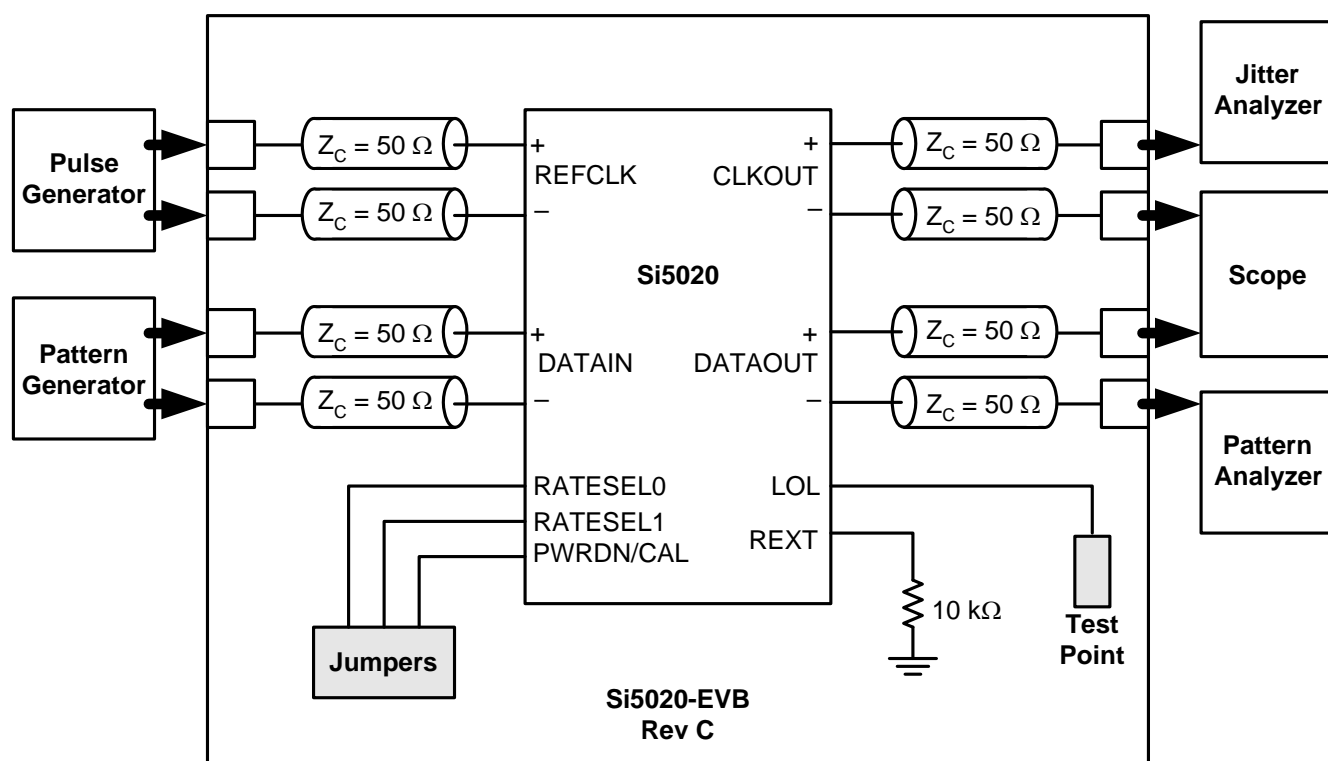 Jitter
Analyzer
Pulse
Generator
Z_C = 50 Ω
+
REFCLK
Z_C = 50 Ω
−
+
CLKOUT
Z_C = 50 Ω
−
Z_C = 50 Ω
Si5020
Scope
Pattern
Generator
Z_C = 50 Ω
+
DATAIN
Z_C = 50 Ω
−
+
DATAOUT
Z_C = 50 Ω
−
Z_C = 50 Ω
Pattern
Analyzer
RATESEL0
RATESEL1
PWRDN/CAL
LOL
REXT
10 kΩ
Test
Point
Jumpers
Si5020-EVB
Rev C